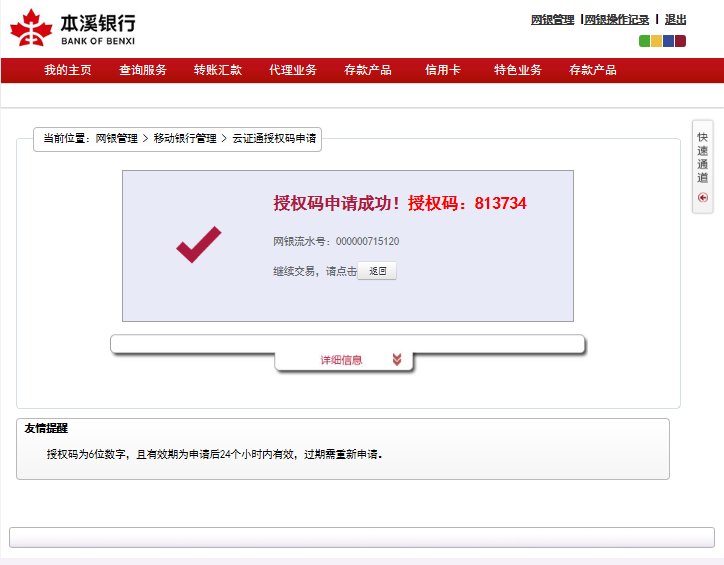 本溪银行
BANK OF BENXI
网银管理 | 网银操作记录 | 退出
我的主页 查询服务 转账汇款 代理业务 存款产品 信用卡 特色业务 存款产品
当前位置：网银管理 > 移动银行管理 > 云证通授权码申请
快速通道
授权码申请成功！授权码：813734
网银流水号：000000715120
继续交易，请点击 返回
详细信息
友情提醒
授权码为6位数字，且有效期为申请后24个小时内有效，过期需重新申请。